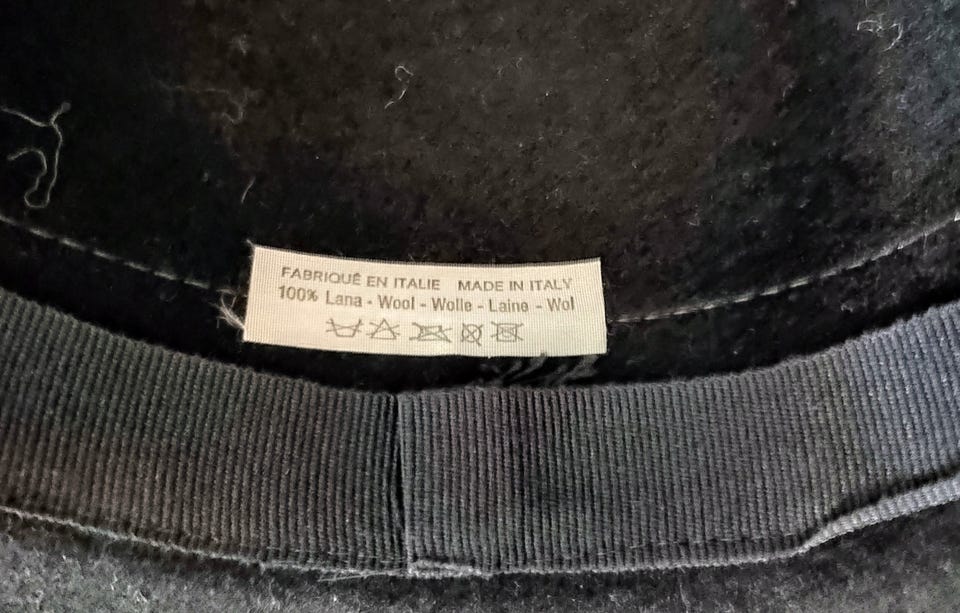 FABRIQUÉ EN ITALIE MADE IN ITALY
100% Lana - Wool - Wolle - Laine - Wol